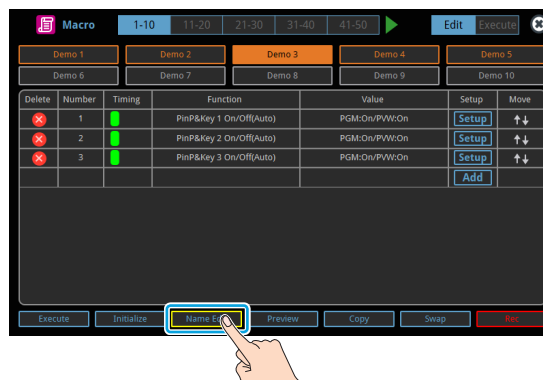 Macro 1-10 11-20 21-30 31-40 41-50 Edit Execute
Demo 1 Demo 2 Demo 3 Demo 4 Demo 5
Demo 6 Demo 7 Demo 8 Demo 9 Demo 10
Delete Number Timing Function Value Setup Move
1 PinP&Key 1 On/Off(Auto) PGM:On/PVW:On Setup
2 PinP&Key 2 On/Off(Auto) PGM:On/PVW:On Setup
3 PinP&Key 3 On/Off(Auto) PGM:On/PVW:On Setup
Add
Execute Initialize Name Preview Copy Swap Rec